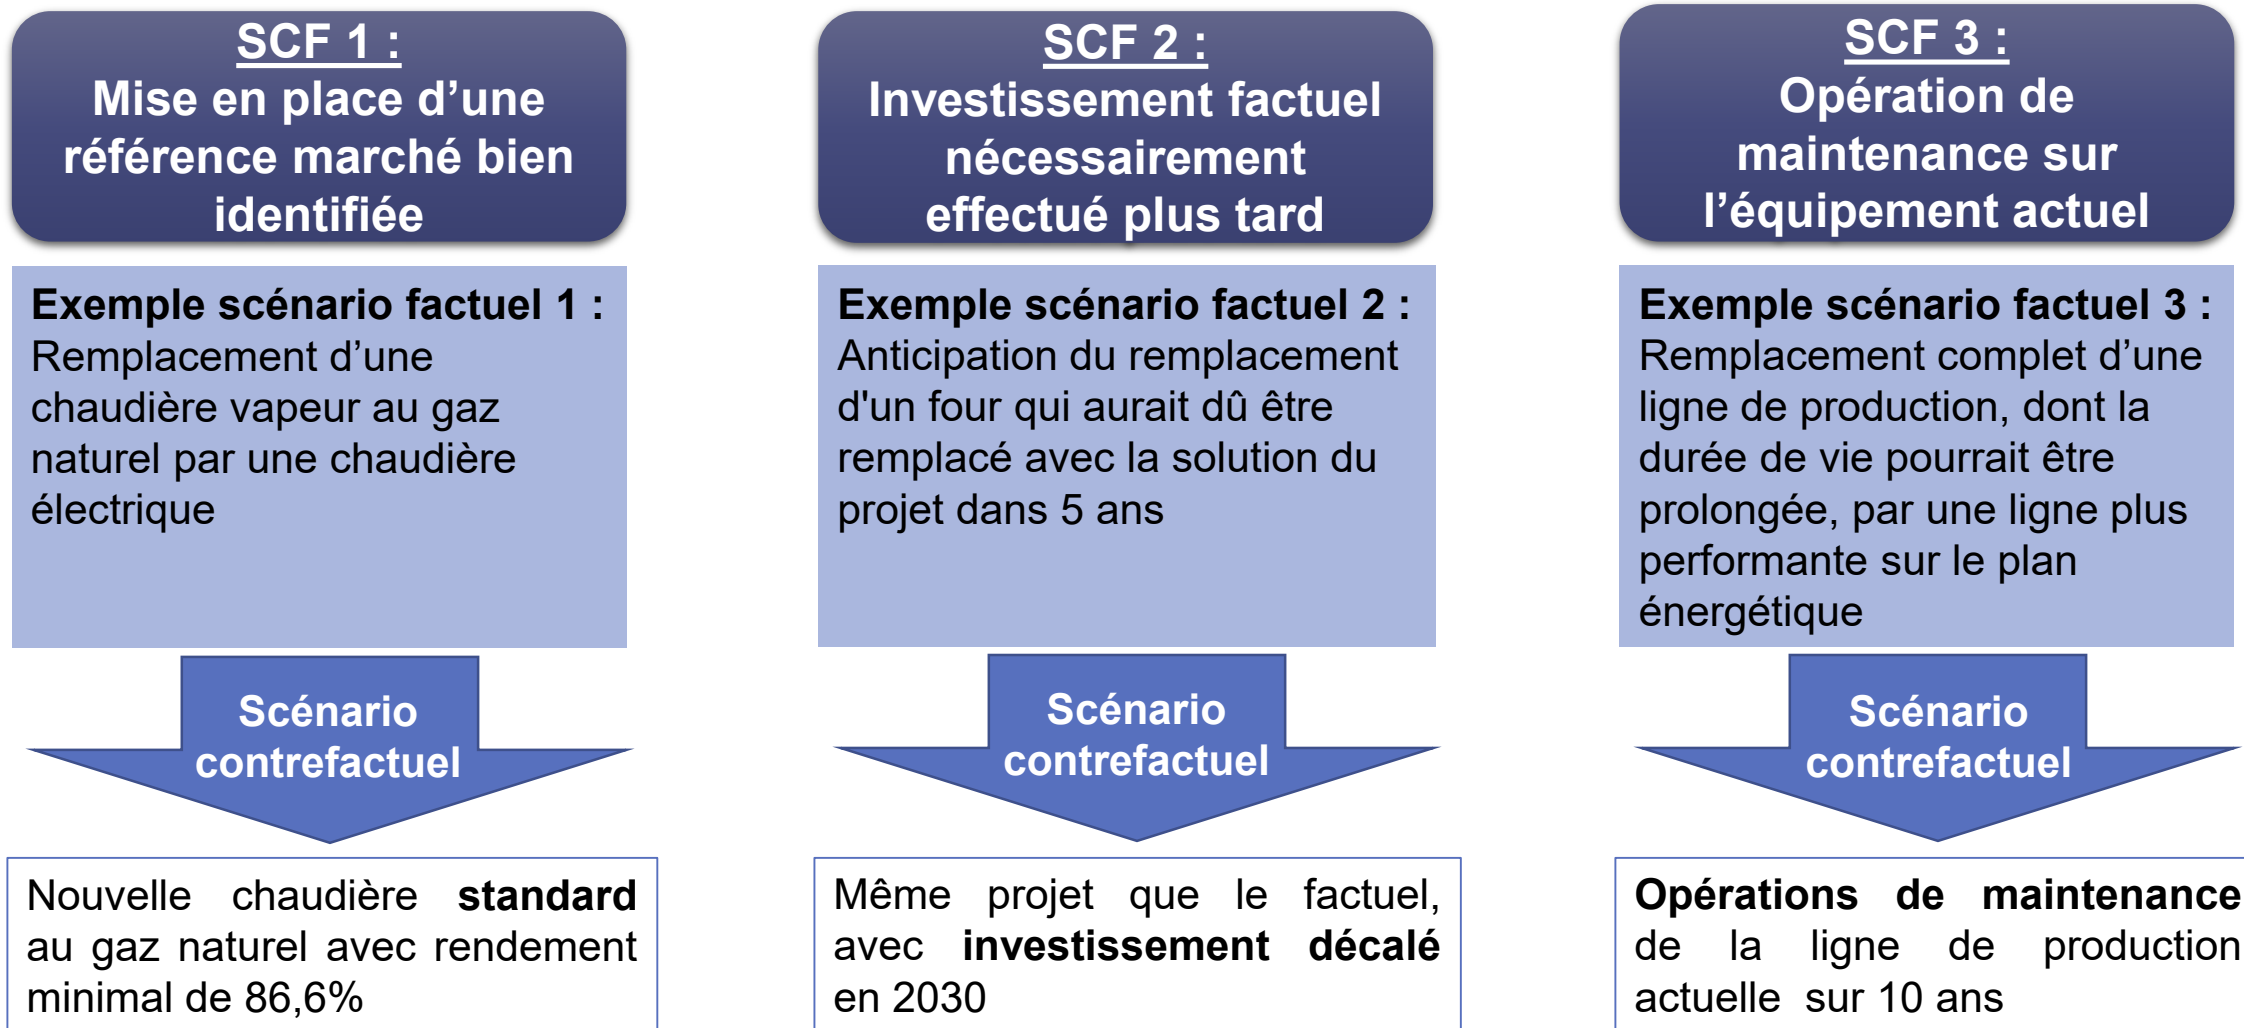 SCF 1 :
Mise en place d’une
référence marché bien
identifiée
Exemple scénario factuel 1 :
Remplacement d’une
chaudière vapeur au gaz
naturel par une chaudière
électrique
Scénario
contrefactuel
Nouvelle chaudière standard
au gaz naturel avec rendement
minimal de 86,6%
SCF 2 :
Investissement factuel
nécessairement
effectué plus tard
Exemple scénario factuel 2 :
Anticipation du remplacement
d'un four qui aurait dû être
remplacé avec la solution du
projet dans 5 ans
Scénario
contrefactuel
Même projet que le factuel,
avec investissement décalé
en 2030
SCF 3 :
Opération de
maintenance sur
l’équipement actuel
Exemple scénario factuel 3 :
Remplacement complet d’une
ligne de production, dont la
durée de vie pourrait être
prolongée, par une ligne plus
performante sur le plan
énergétique
Scénario
contrefactuel
Opérations de maintenance
de la ligne de production
actuelle sur 10 ans